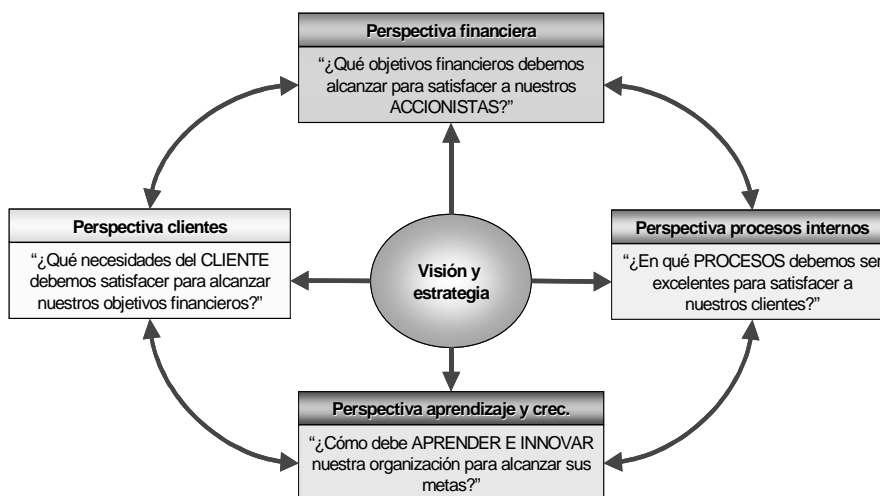 Perspectiva financiera
“¿Qué objetivos financieros debemos
alcanzar para satisfacer a nuestros
ACCIONISTAS?”
Perspectiva clientes
“¿Qué necesidades del CLIENTE
debemos satisfacer para alcanzar
nuestros objetivos financieros?”
Visión y
estrategia
Perspectiva procesos internos
“¿En qué PROCESOS debemos ser
excelentes para satisfacer a
nuestros clientes?”
Perspectiva aprendizaje y crec.
“¿Cómo debe APRENDER E INNOVAR
nuestra organización para alcanzar sus
metas?”